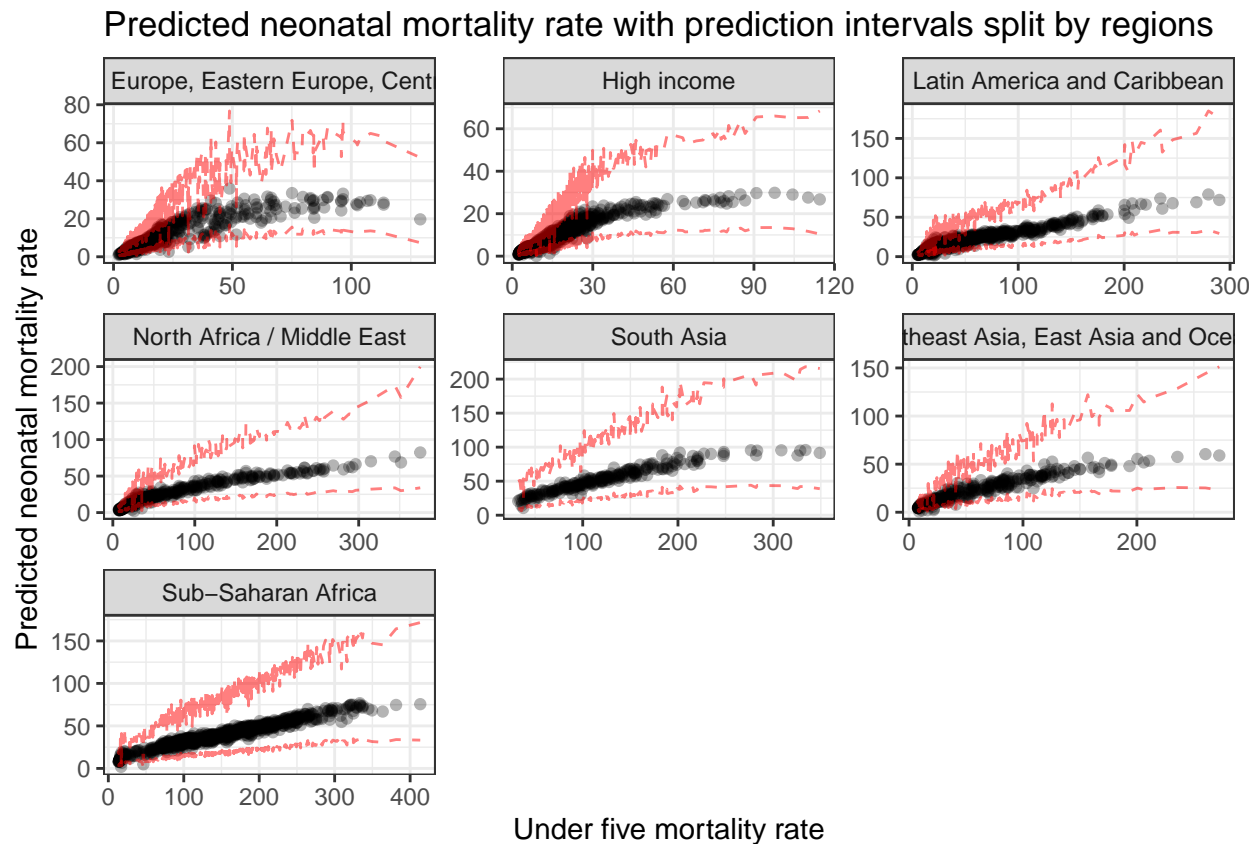 Predicted neonatal mortality rate with prediction intervals split by regions
Europe, Eastern Europe, Cent
High income
Latin America and Caribbean
80
60
40
20
0
0 50 100
60
40
20
0
0 30 60 90 120
150
100
50
0
0 100 200 300
North Africa / Middle East
South Asia
theast Asia, East Asia and Oce
200
150
100
50
0
0 100 200 300
200
150
100
50
0
100 200 300
150
100
50
0
0 100 200
Sub−Saharan Africa
150
100
50
0
0 100 200 300 400
Predicted neonatal mortality rate
Under five mortality rate